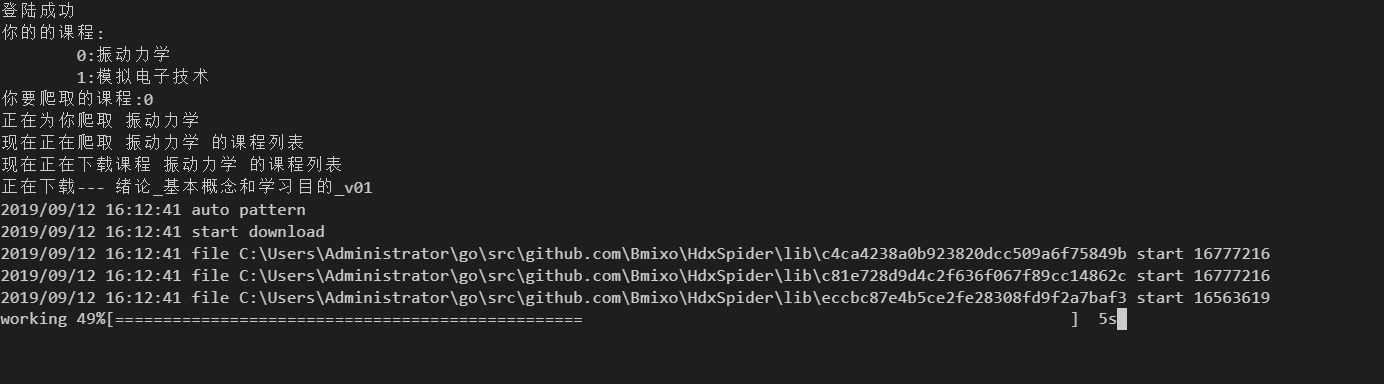 登陆成功
你的的课程:
0:振动力学
1:模拟电子技术
你要爬取的课程:0
正在为你爬取 振动力学
现在正在爬取 振动力学 的课程列表
现在正在下载课程 振动力学 的课程列表
正在下载--- 绪论_基本概念和学习目的_v01
2019/09/12 16:12:41 auto pattern
2019/09/12 16:12:41 start download
2019/09/12 16:12:41 file C:\Users\Administrator\go\src\github.com\Bmixo\HdxSpider\lib\c4ca4238a0b923820dcc509a6f75849b start 16777216
2019/09/12 16:12:41 file C:\Users\Administrator\go\src\github.com\Bmixo\HdxSpider\lib\c81e728d9d4c2f636f067f89cc14862c start 16777216
2019/09/12 16:12:41 file C:\Users\Administrator\go\src\github.com\Bmixo\HdxSpider\lib\eccbc87e4b5ce2fe28308fd9f2a7baf3 start 16563619
working 49%[=================================================                                                   ]  5s